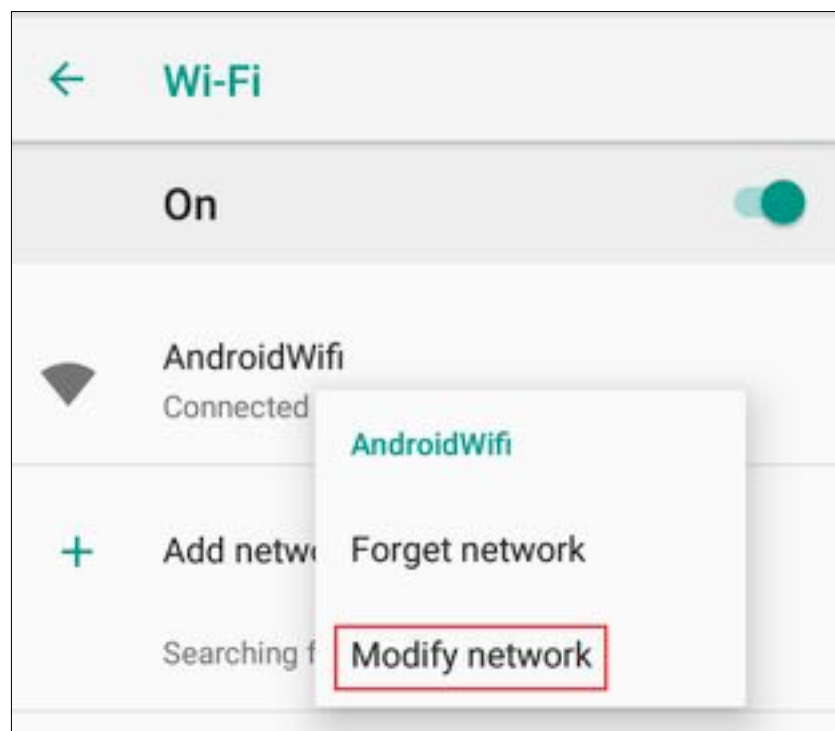 Wi-Fi
On
AndroidWifi
Connected
AndroidWifi
Forget network
Add netw
Modify network
Searching f